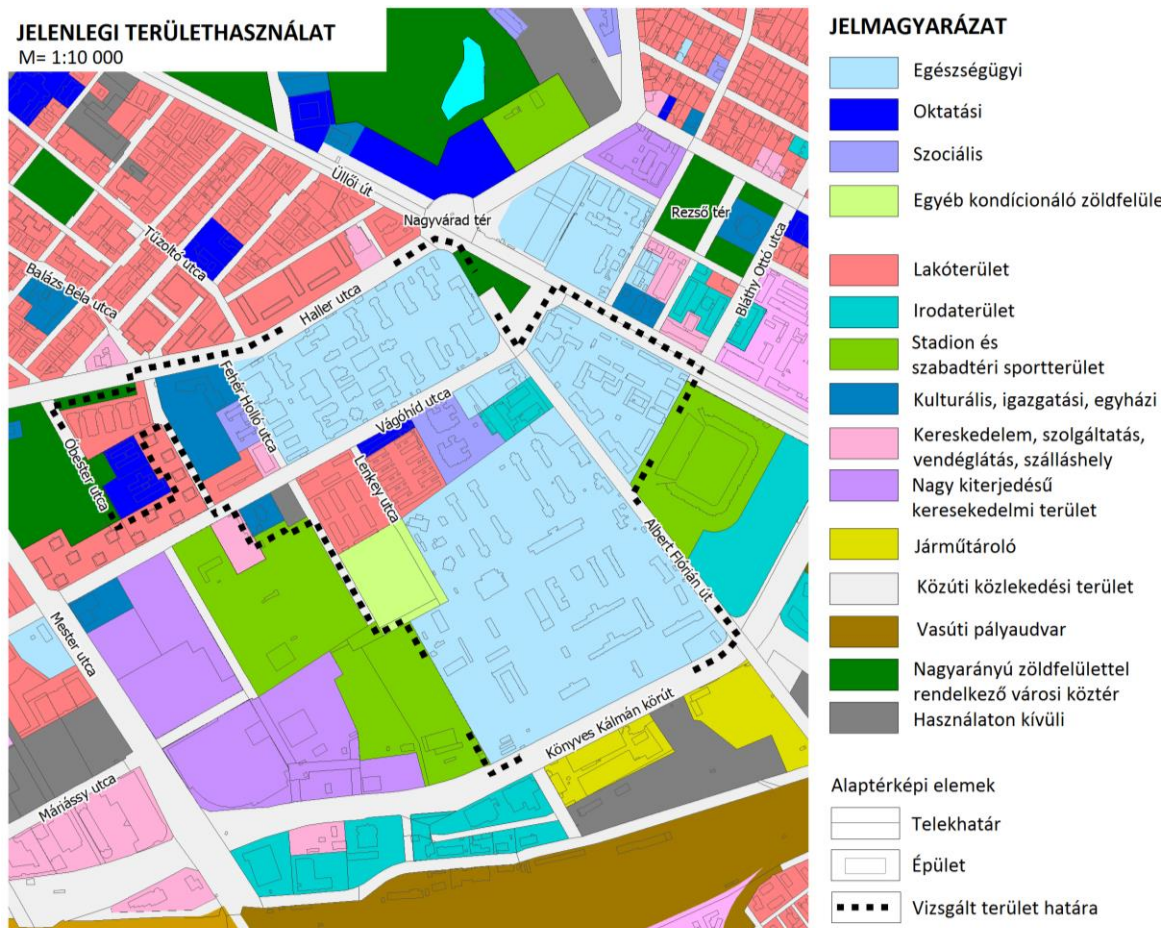 JELENLEGI TERÜLETHASZNÁLAT
M= 1:10 000
Üllői út
Nagyvárad tér
Rezső tér
Bláthy Ottó utca
Tűzoltó utca
Balázs Béla utca
Haller utca
Fehér Holló utca
Vágóhíd utca
Óbester utca
Lenkey utca
Albert Flórián út
Mester utca
Könyves Kálmán körút
Máriássy utca
JELMAGYARÁZAT
Egészségügyi
Oktatási
Szociális
Egyéb kondícionáló zöldfelüle
Lakóterület
Irodaterület
Stadion és
szabadtéri sportterület
Kulturális, igazgatási, egyházi
Kereskedelem, szolgáltatás,
vendéglátás, szálláshely
Nagy kiterjedésű
keresekedelmi terület
Járműtároló
Közúti közlekedési terület
Vasúti pályaudvar
Nagyarányú zöldfelülettel
rendelkező városi köztér
Használaton kívüli
Alaptérképi elemek
Telekhatár
Épület
Vizsgált terület határa